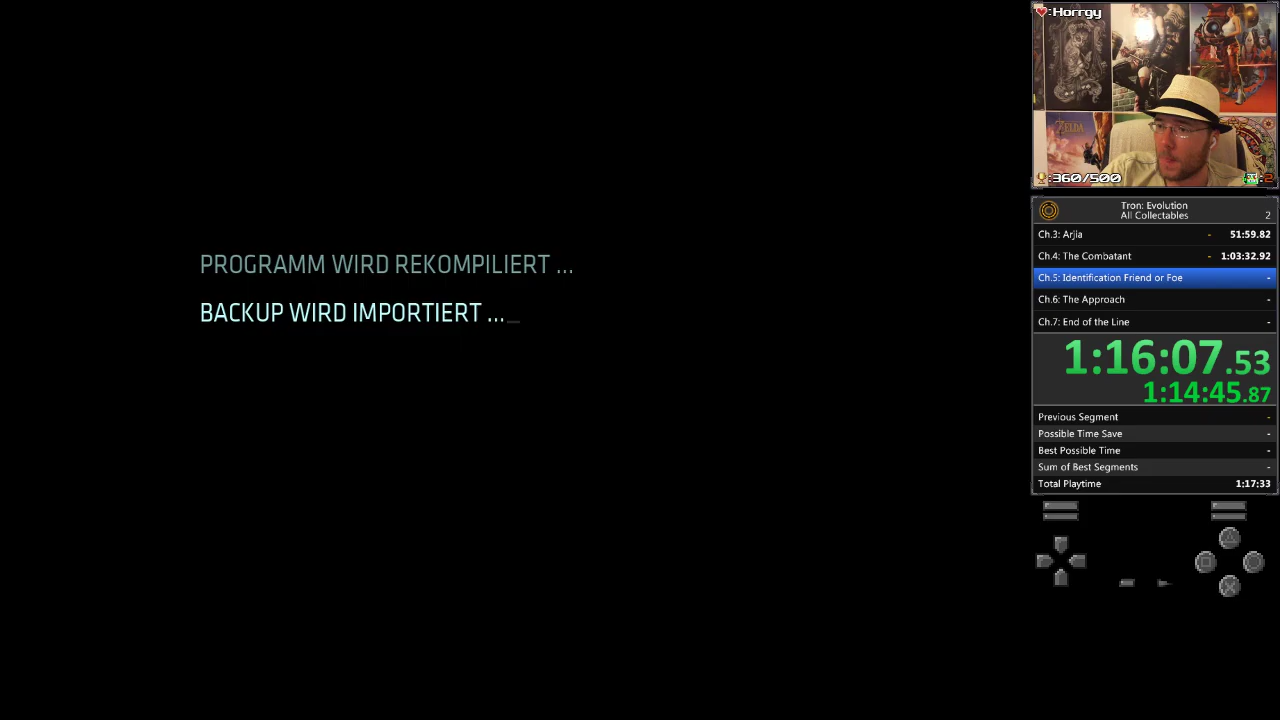 :Horrgy
ZELDA
:360/500
:2
Tron: Evolution
All Collectables 2
Ch.3: Arjia - 51:59.82
Ch.4: The Combatant - 1:03:32.92
Ch.5: Identification Friend or Foe -
Ch.6: The Approach -
Ch.7: End of the Line -
1:16:07.53
1:14:45.87
Previous Segment -
Possible Time Save -
Best Possible Time -
Sum of Best Segments -
Total Playtime 1:17:33
PROGRAMM WIRD REKOMPILIERT ...
BACKUP WIRD IMPORTIERT ..._